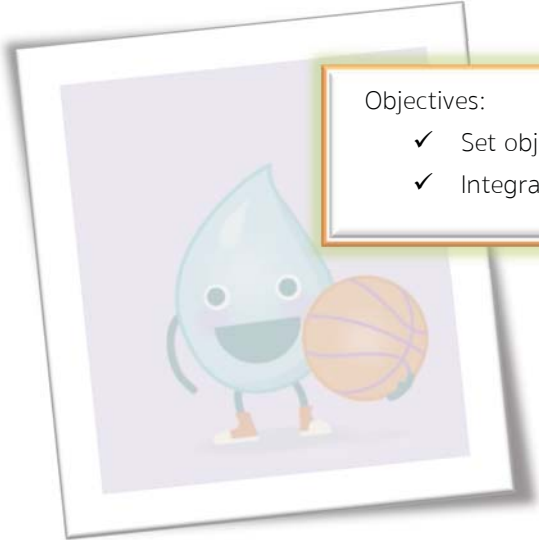 Objectives:
✓ Set obj
✓ Integra